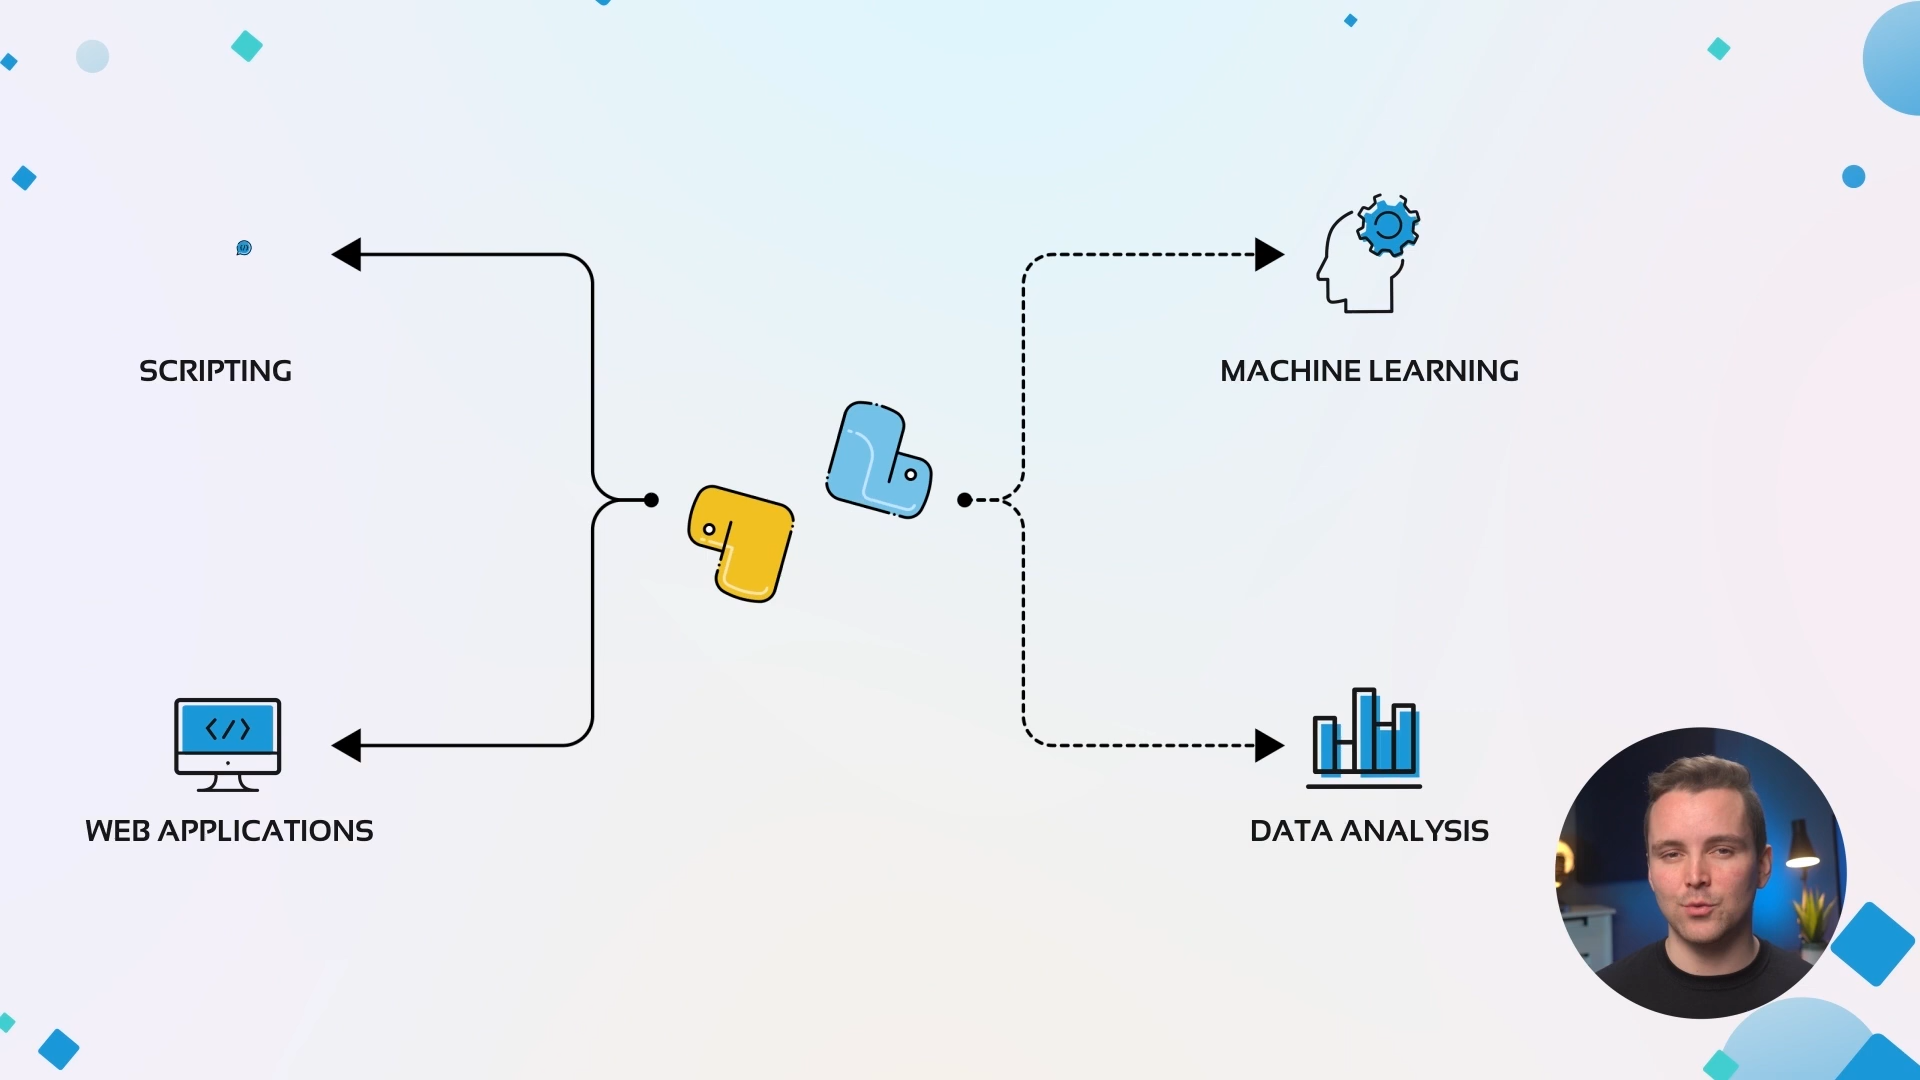 SCRIPTING
MACHINE LEARNING
</>
WEB APPLICATIONS
DATA ANALYSIS